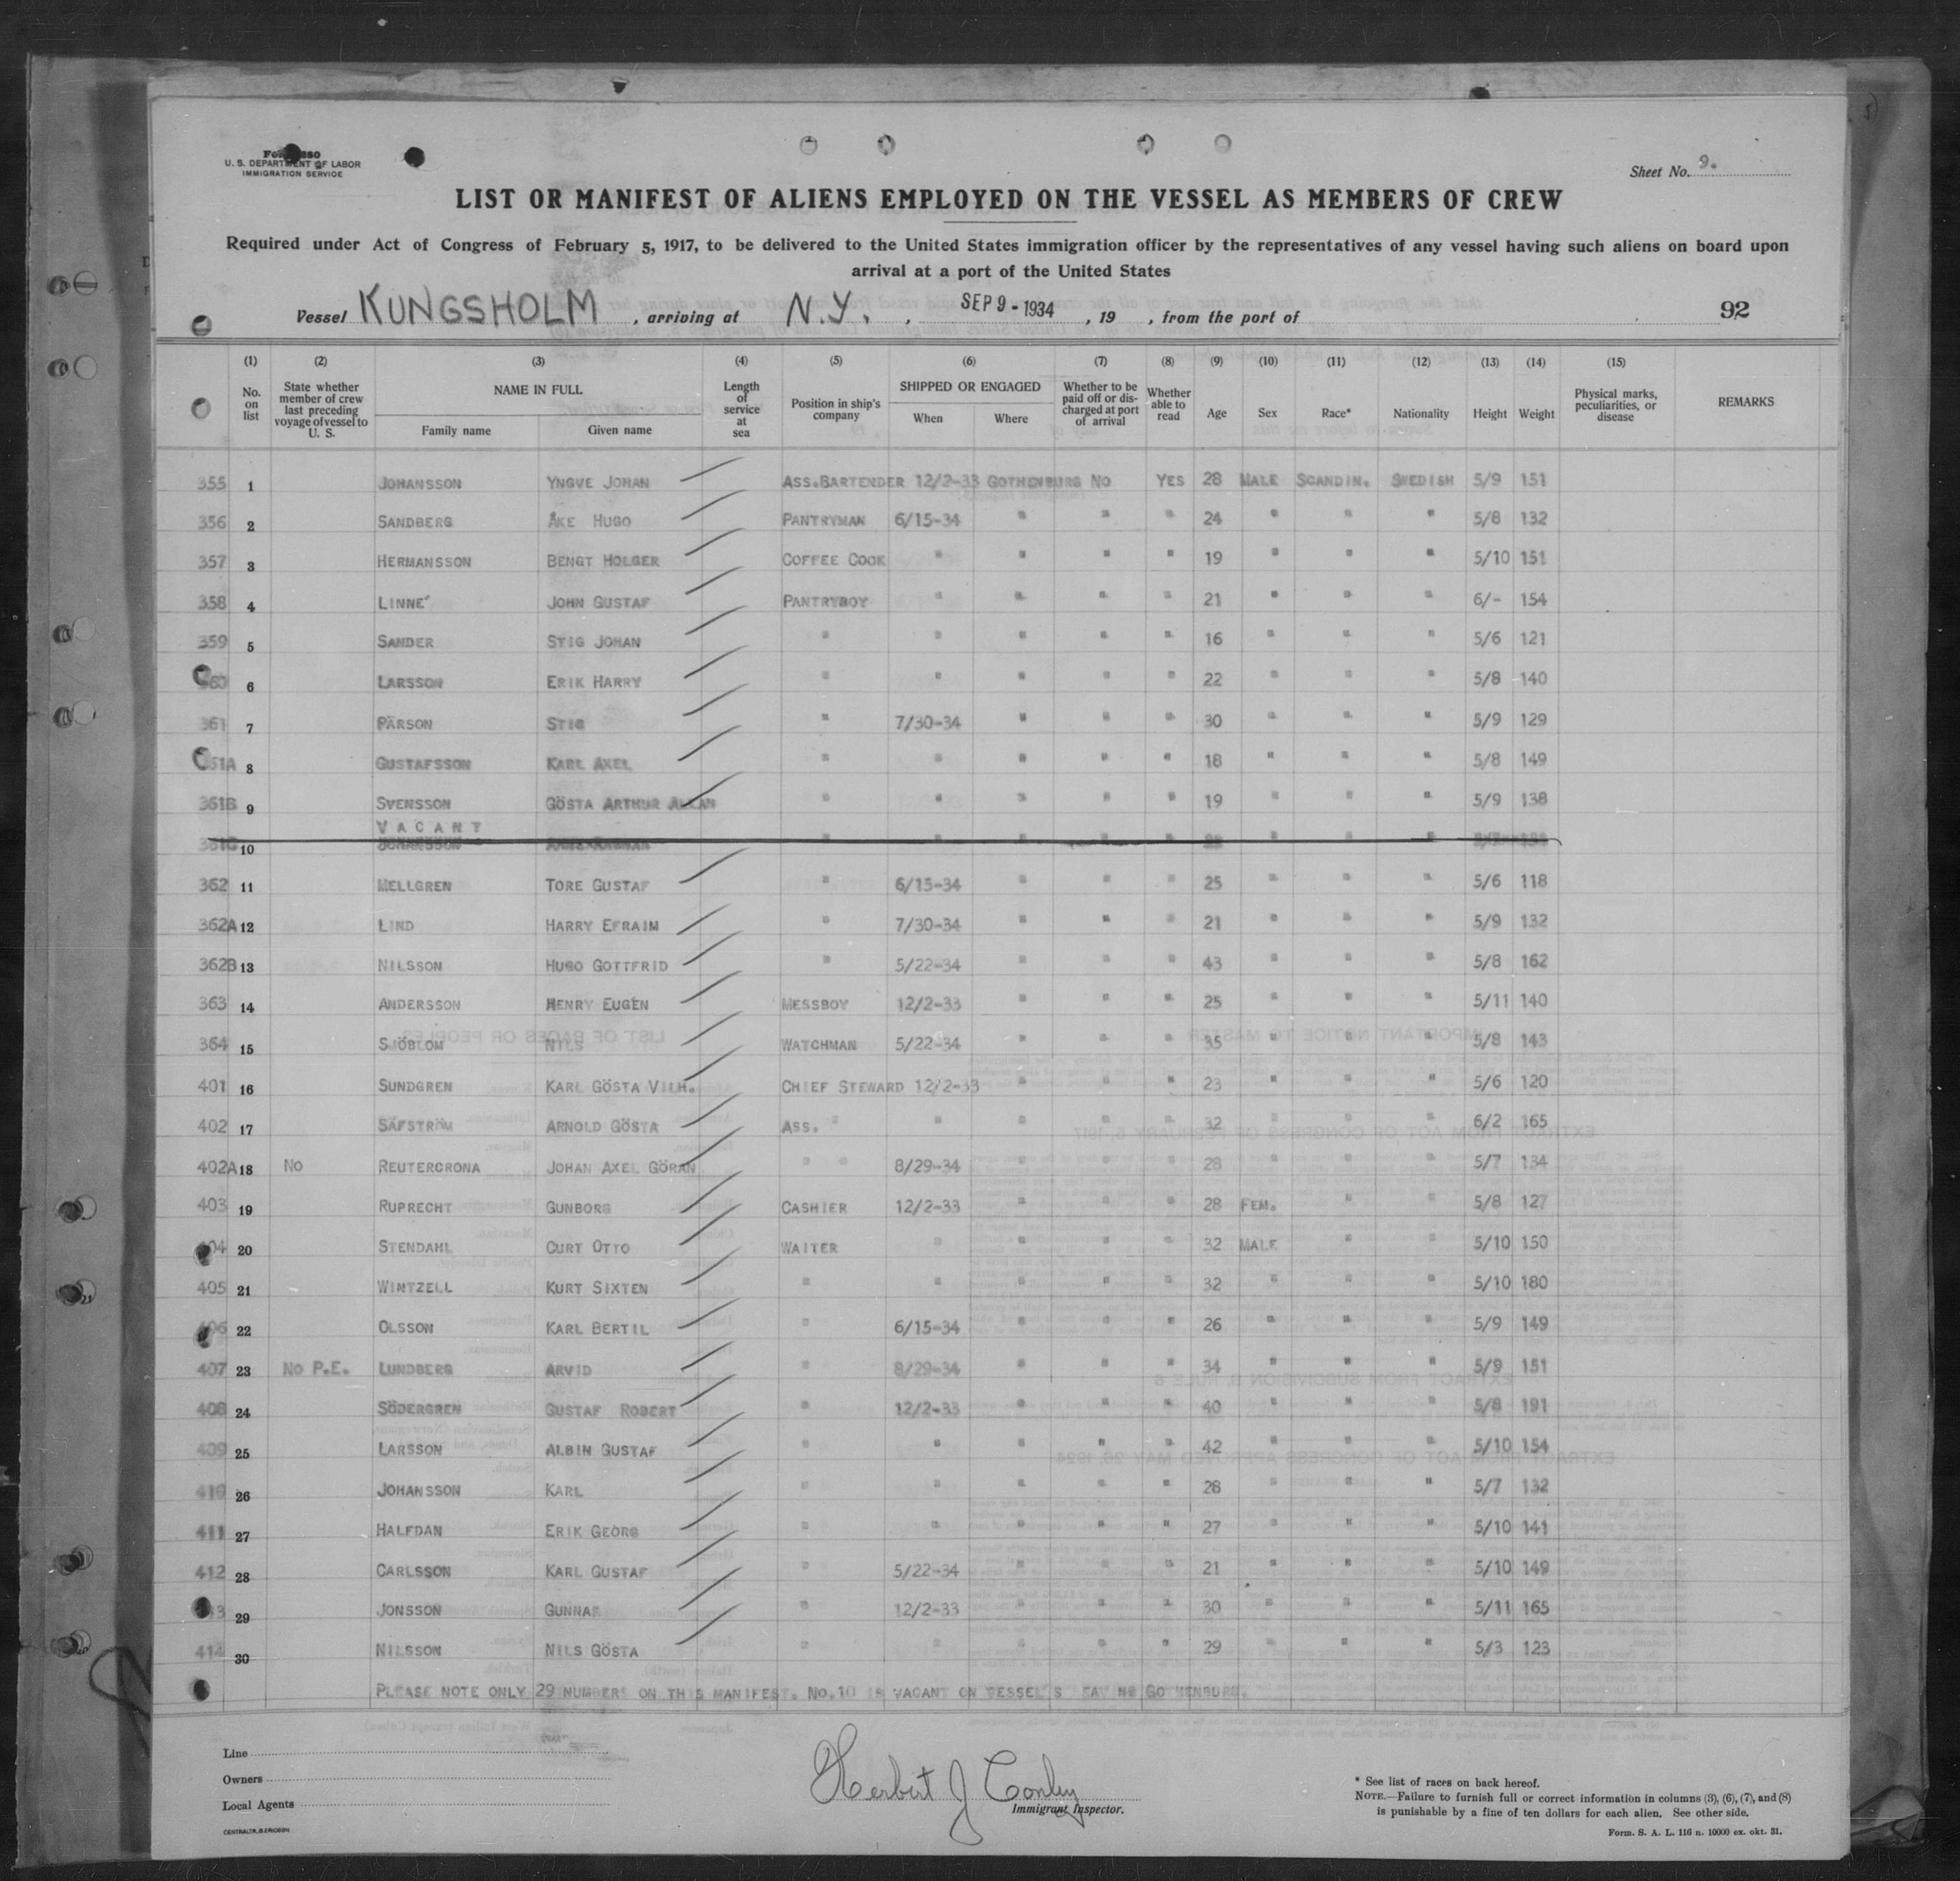 U. S. DEPARTMENT OF LABOR
IMMIGRATION SERVICE
Sheet No. 9.
LIST OR MANIFEST OF ALIENS EMPLOYED ON THE VESSEL AS MEMBERS OF CREW
Required under Act of Congress of February 5, 1917, to be delivered to the United States immigration officer by the representatives of any vessel having such aliens on board upon
arrival at a port of the United States
Vessel KUNGSHOLM, arriving at N.Y., SEP 9 - 1934, 19 , from the port of 92
(1) (2) (3) (4) (5) (6) (7) (8) (9) (10) (11) (12) (13) (14) (15)
No. on list State whether member of crew last preceding voyage of vessel to U. S. NAME IN FULL Family name Given name Length of service at sea Position in ship's company SHIPPED OR ENGAGED When Where Whether to be paid off or discharged at port of arrival Whether able to read Age Sex Race* Nationality Height Weight Physical marks, peculiarities, or disease REMARKS
355 1 JOHANSSON YNGVE JOHAN ASS.BARTENDER 12/2-33 GOTHENBURG NO YES 28 MALE SCANDIN. SWEDISH 5/9 151
356 2 SANDBERG ÅKE HUGO PANTRYMAN 6/15-34 " " " 24 " " " 5/8 132
357 3 HERMANSSON BENGT HOLGER COFFEE COOK " " " " 19 " " " 5/10 151
358 4 LINNE´ JOHN GUSTAF PANTRYBOY " " " " 21 " " " 6/- 154
359 5 SANDER STIG JOHAN " " " " " 16 " " " 5/6 121
6 LARSSON ERIK HARRY " " " " " 22 " " " 5/8 140
361 7 PÄRSON STIG " 7/30-34 " " " 30 " " " 5/9 129
8 GUSTAFSSON KARL AXEL " " " " " 18 " " " 5/8 149
361B 9 SVENSSON GÖSTA ARTHUR ALLAN " " " " " 19 " " " 5/9 138
VACANT
361C 10 JOHANSSON
362 11 MELLGREN TORE GUSTAF " 6/15-34 " " " 25 " " " 5/6 118
362A 12 LIND HARRY EFRAIM " 7/30-34 " " " 21 " " " 5/9 132
362B 13 NILSSON HUGO GOTTFRID " 5/22-34 " " " 43 " " " 5/8 162
363 14 ANDERSSON HENRY EUGEN MESSBOY 12/2-33 " " " 25 " " " 5/11 140
364 15 SJÖBLOM NILS WATCHMAN 5/22-34 " " " 35 " " " 5/8 143
401 16 SUNDGREN KARL GÖSTA VILH. CHIEF STEWARD 12/2-33 " " " 23 " " " 5/6 120
402 17 SÄFSTRÖM ARNOLD GÖSTA ASS. " " " " " 32 " " " 6/2 165
402A 18 NO REUTERCRONA JOHAN AXEL GÖRAN " " 8/29-34 " " " 28 " " " 5/7 134
403 19 RUPRECHT GUNBORG CASHIER 12/2-33 " " " 28 FEM. " " 5/8 127
20 STENDAHL CURT OTTO WAITER " " " " 32 MALE " " 5/10 150
405 21 WINTZELL KURT SIXTEN " " " " " 32 " " " 5/10 180
22 OLSSON KARL BERTIL " 6/15-34 " " " 26 " " " 5/9 149
407 23 NO P.E. LUNDBERG ARVID " 8/29-34 " " " 34 " " " 5/9 151
408 24 SÖDERGREN GUSTAF ROBERT " 12/2-33 " " " 40 " " " 5/8 191
409 25 LARSSON ALBIN GUSTAF " " " " " 42 " " " 5/10 154
410 26 JOHANSSON KARL " " " " " 28 " " " 5/7 132
411 27 HALFDAN ERIK GEORG " " " " " 27 " " " 5/10 141
412 28 CARLSSON KARL GUSTAF " 5/22-34 " " " 21 " " " 5/10 149
29 JONSSON GUNNAR " 12/2-33 " " " 30 " " " 5/11 165
414 30 NILSSON NILS GÖSTA " " " " " 29 " " " 5/3 123
PLEASE NOTE ONLY 29 NUMBERS ON THIS MANIFEST. NO.10 IS VACANT ON VESSEL'S LEAVING GOTHENBURG.
Line
Owners
Local Agents
CENTRALTR. B. ERICSON
Herbert J Conley
Immigrant Inspector.
* See list of races on back hereof.
NOTE.—Failure to furnish full or correct information in columns (3), (6), (7), and (8)
is punishable by a fine of ten dollars for each alien. See other side.
Form. S. A. L. 116 n. 10000 ex. okt. 31.